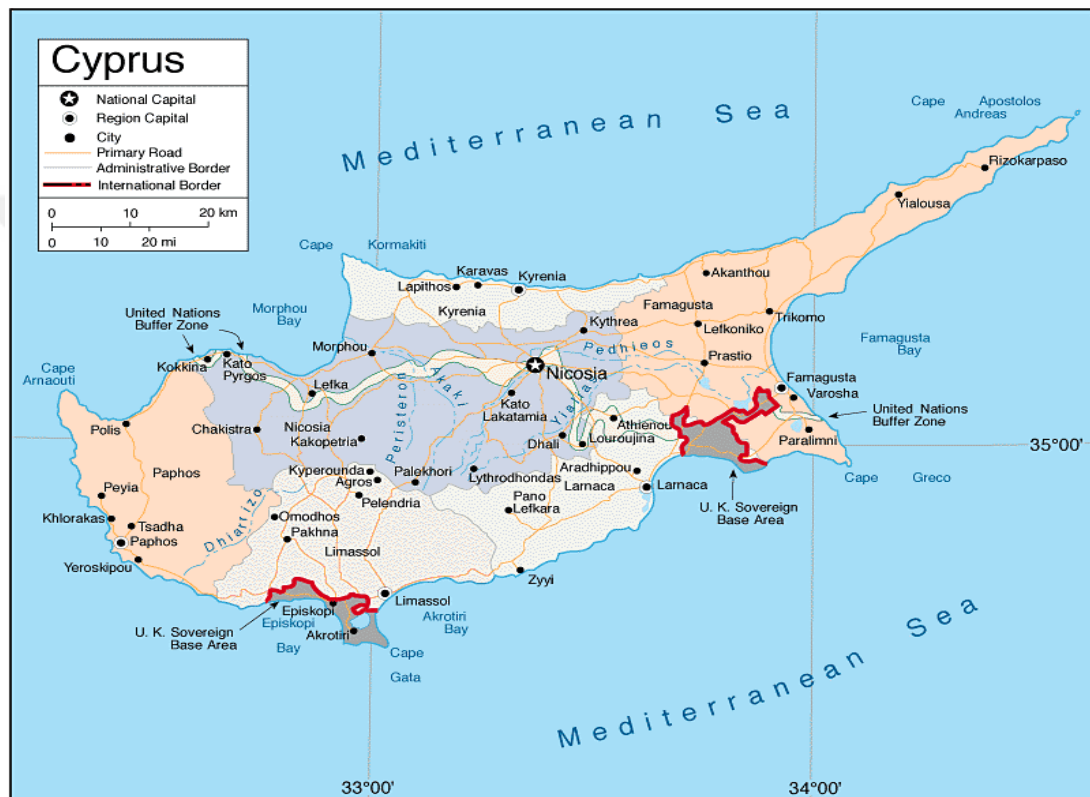 Cyprus
National Capital
Region Capital
City
Primary Road
Administrative Border
International Border
0 10 20 km
0 10 20 mi
Mediterranean Sea
Cape Apostolos
Andreas
Rizokarpaso
Yialousa
Cape Kormakiti
Karavas
Kyrenia
Lapithos
Kyrenia
Akanthou
Famagusta
Trikomo
Lefkoniko
Kythrea
United Nations
Buffer Zone
Morphou
Bay
Morphou
Pedhieos
Prastio
Famagusta
Bay
Kokkina
Kato
Pyrgos
Nicosia
Cape
Arnaouti
Lefka
Peristeron
Akaki
Yialias
Kato
Lakatamia
Famagusta
Varosha
United Nations
Buffer Zone
Polis
Chakistra
Nicosia
Kakopetria
Athienou
Dhali
Louroujina
Paralimni
35°00'
Paphos
Kyperounda
Agros
Palekhori
Lythrodhondas
Aradhippou
Larnaca
Larnaca
Cape Greco
Peyia
Pelendria
Pano
Lefkara
U. K. Sovereign
Base Area
Khlorakas
Tsadha
Dhiarrizo
Omodhos
Paphos
Pakhna
Limassol
Yeroskipou
Zyyi
Limassol
Episkopi
Akrotiri
Bay
U. K. Sovereign
Base Area
Episkopi
Bay
Akrotiri
Cape
Gata
Mediterranean Sea
33°00'
34°00'